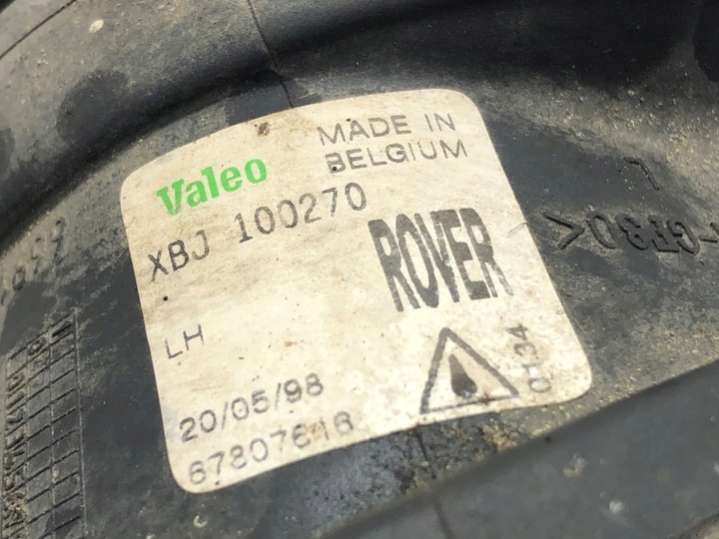 Valeo
MADE IN
BELGIUM
XBJ 100270
ROVER
LH
20/05/98
67807616
0134
L